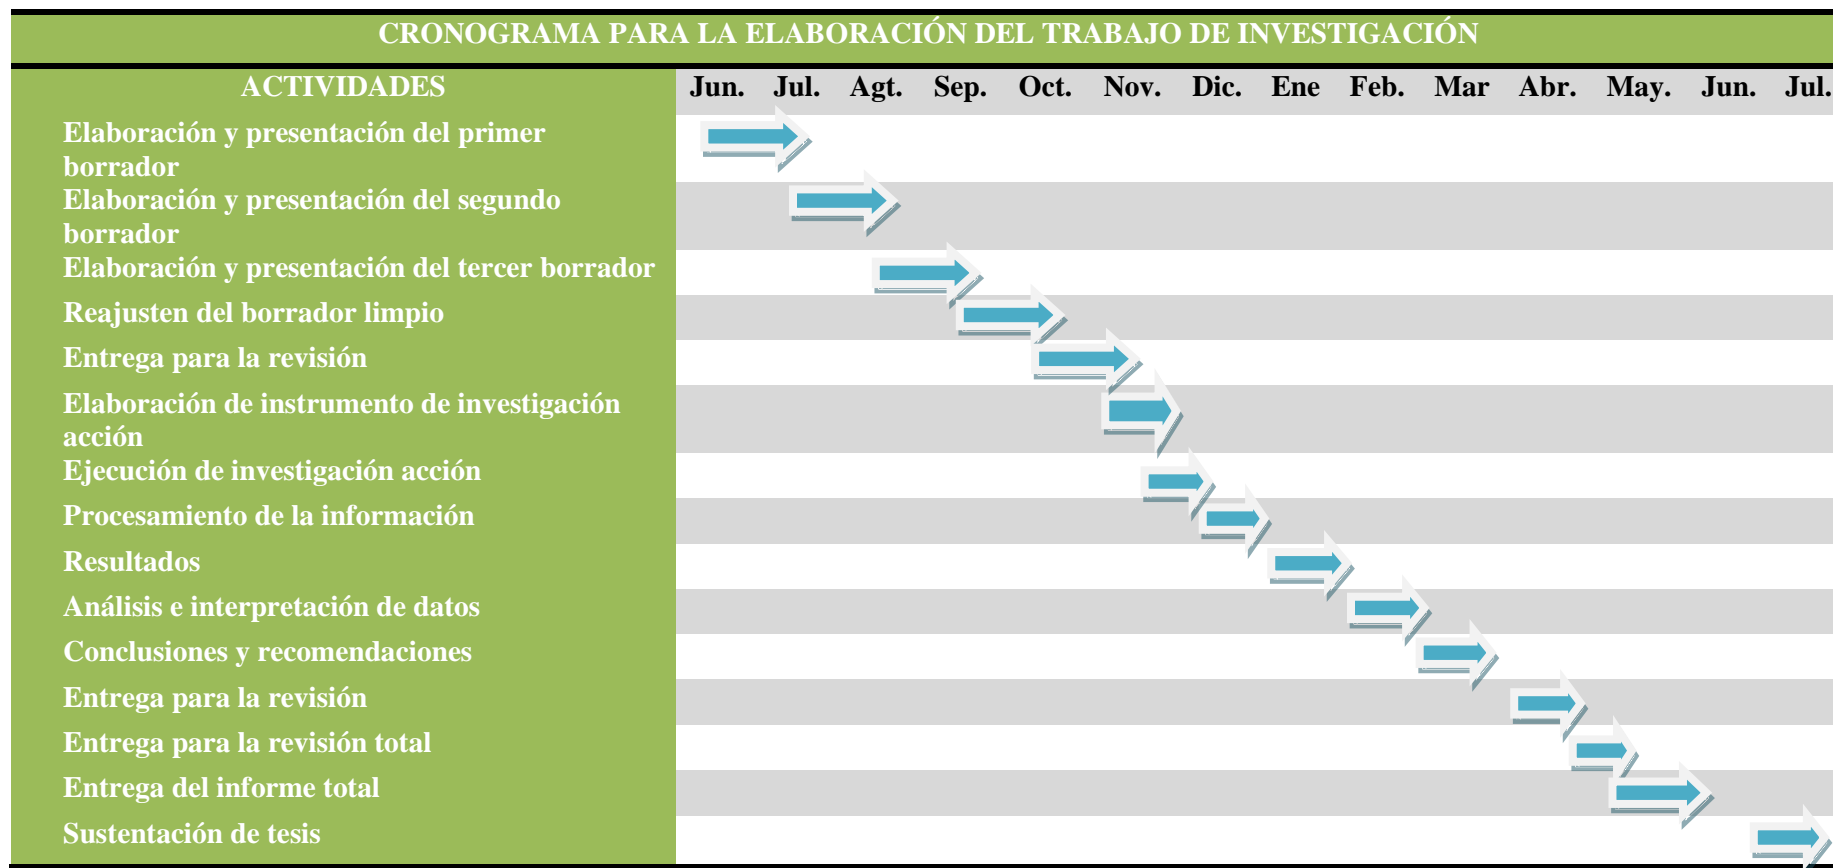 CRONOGRAMA PARA LA ELABORACIÓN DEL TRABAJO DE INVESTIGACIÓN
ACTIVIDADES Jun. Jul. Agt. Sep. Oct. Nov. Dic. Ene Feb. Mar Abr. May. Jun. Jul.
Elaboración y presentación del primer
borrador
Elaboración y presentación del segundo
borrador
Elaboración y presentación del tercer borrador
Reajusten del borrador limpio
Entrega para la revisión
Elaboración de instrumento de investigación
acción
Ejecución de investigación acción
Procesamiento de la información
Resultados
Análisis e interpretación de datos
Conclusiones y recomendaciones
Entrega para la revisión
Entrega para la revisión total
Entrega del informe total
Sustentación de tesis